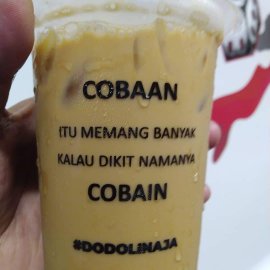 COBAAN
ITU MEMANG BANYAK
KALAU DIKIT NAMANYA
COBAIN
#DODOLINAJA